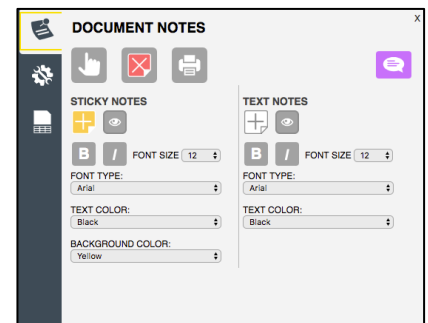 X
DOCUMENT NOTES
STICKY NOTES
B I FONT SIZE 12
FONT TYPE:
Arial
TEXT COLOR:
Black
BACKGROUND COLOR:
Yellow
TEXT NOTES
B I FONT SIZE 12
FONT TYPE:
Arial
TEXT COLOR:
Black